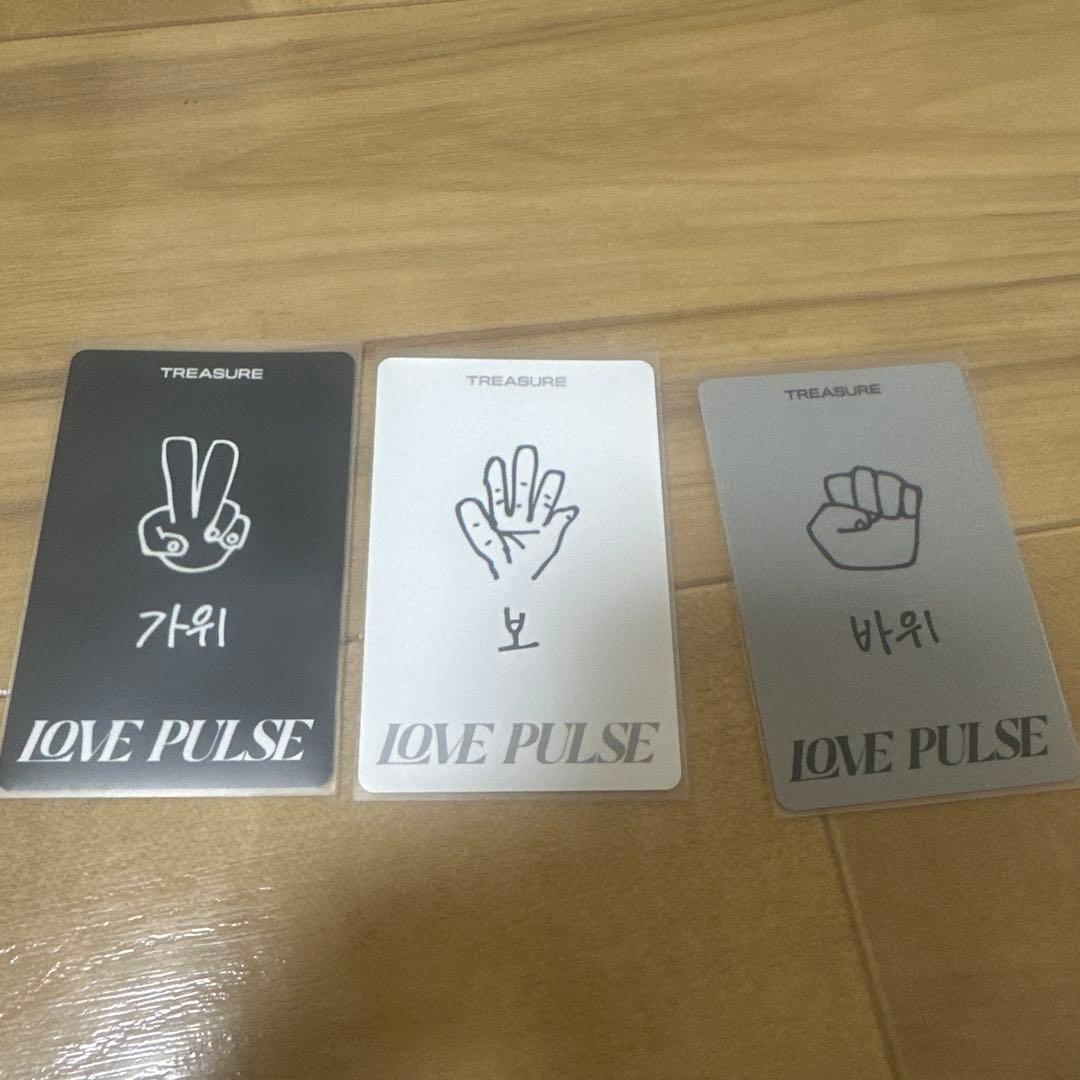 TREASURE
가위
LOVE PULSE
TREASURE
보
LOVE PULSE
TREASURE
바위
LOVE PULSE